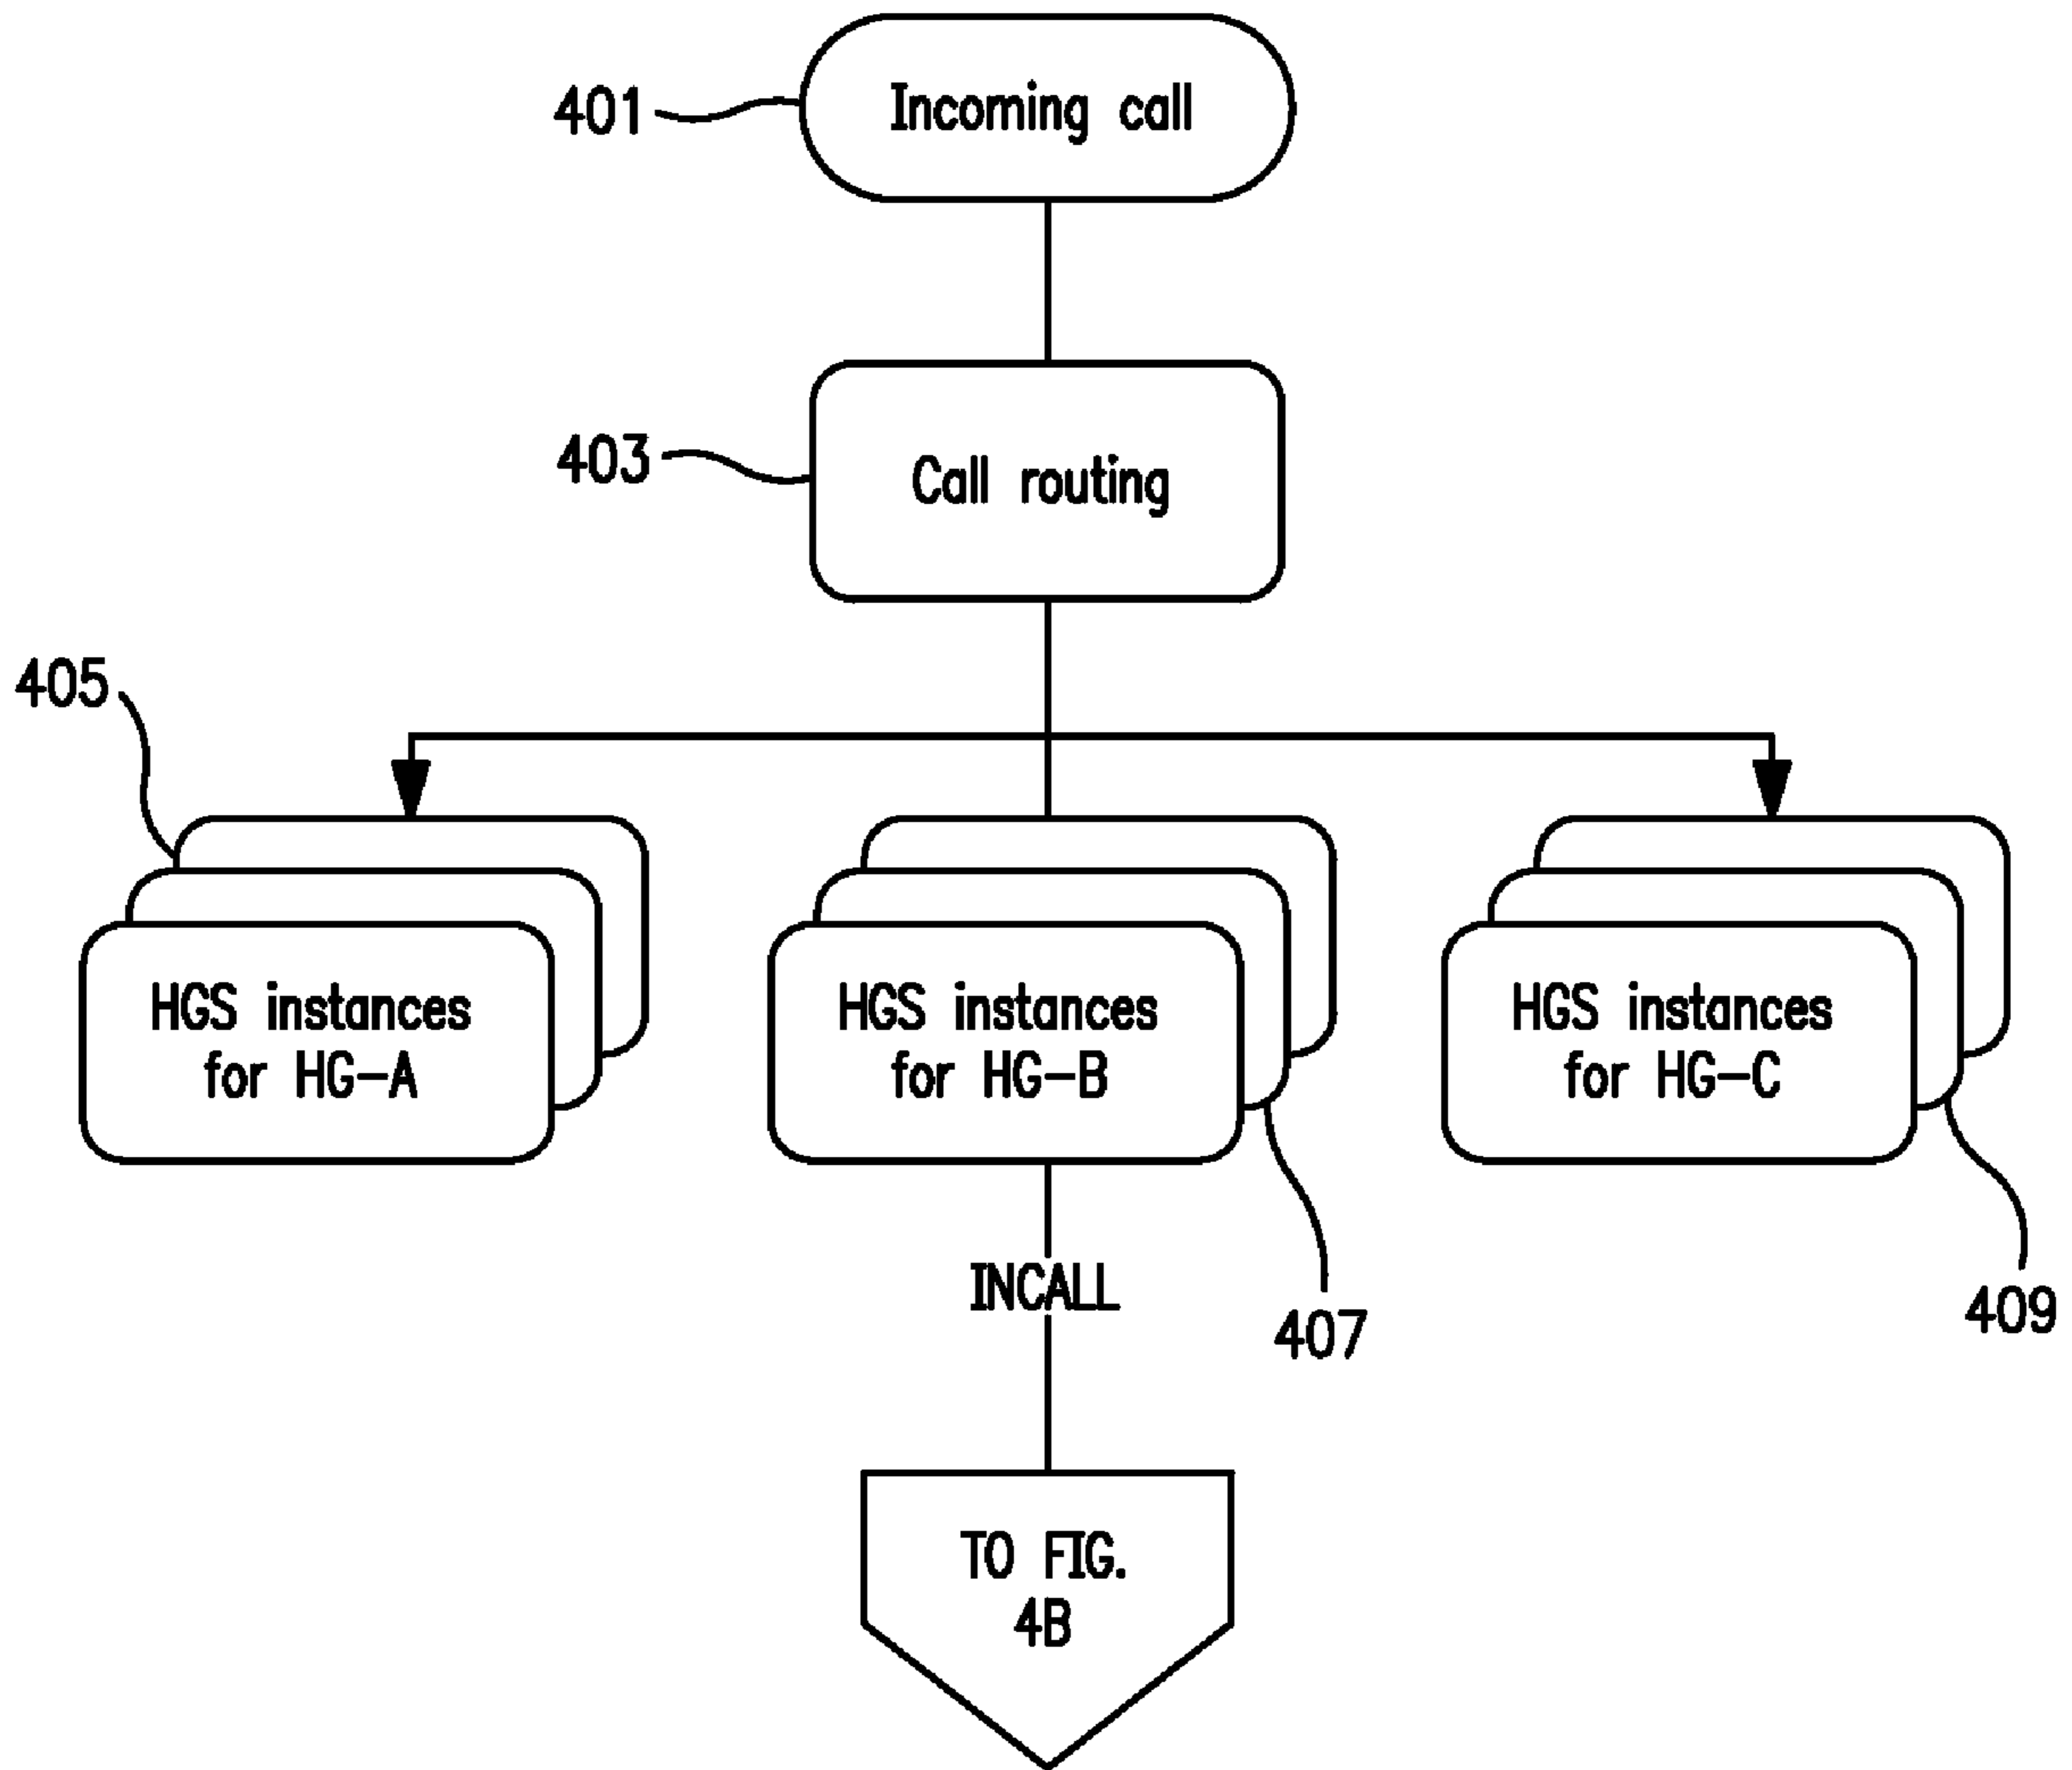 401
Incoming call
403
Call routing
405
HGS instances
for HG-A
HGS instances
for HG-B
HGS instances
for HG-C
INCALL
407
409
TO FIG.
4B